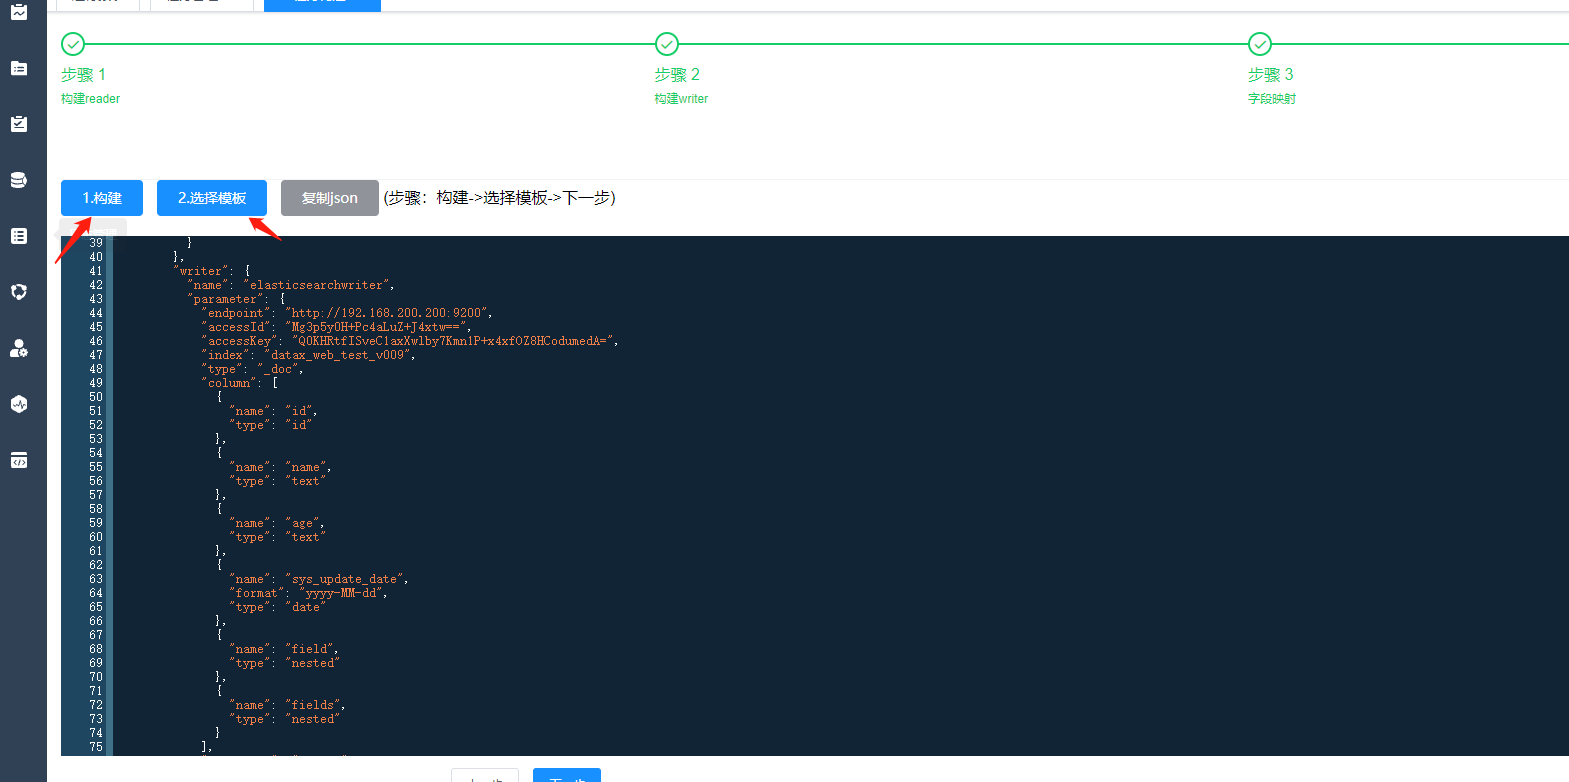 步骤 1
步骤 2
步骤 3
构建reader
构建writer
字段映射
1.构建
2.选择模板
复制json
(步骤：构建->选择模板->下一步)
39 }
40 },
41 "writer": {
42 "name": "elasticsearchwriter",
43 "parameter": {
44 "endpoint": "http://192.168.200.200:9200",
45 "accessId": "Mg3p5yOH+Pc4aLuZ+J4xtw==",
46 "accessKey": "Q0KHRtfISveC1axXwlby7Kmn1P+x4xfOZ8HCodumedA=",
47 "index": "datax_web_test_v009",
48 "type": "_doc",
49 "column": [
50 {
51 "name": "id",
52 "type": "id"
53 },
54 {
55 "name": "name",
56 "type": "text"
57 },
58 {
59 "name": "age",
60 "type": "text"
61 },
62 {
63 "name": "sys_update_date",
64 "format": "yyyy-MM-dd",
65 "type": "date"
66 },
67 {
68 "name": "field",
69 "type": "nested"
70 },
71 {
72 "name": "fields",
73 "type": "nested"
74 }
75 ],